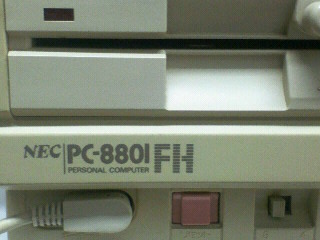 NEC PC-8801 FH
PERSONAL COMPUTER